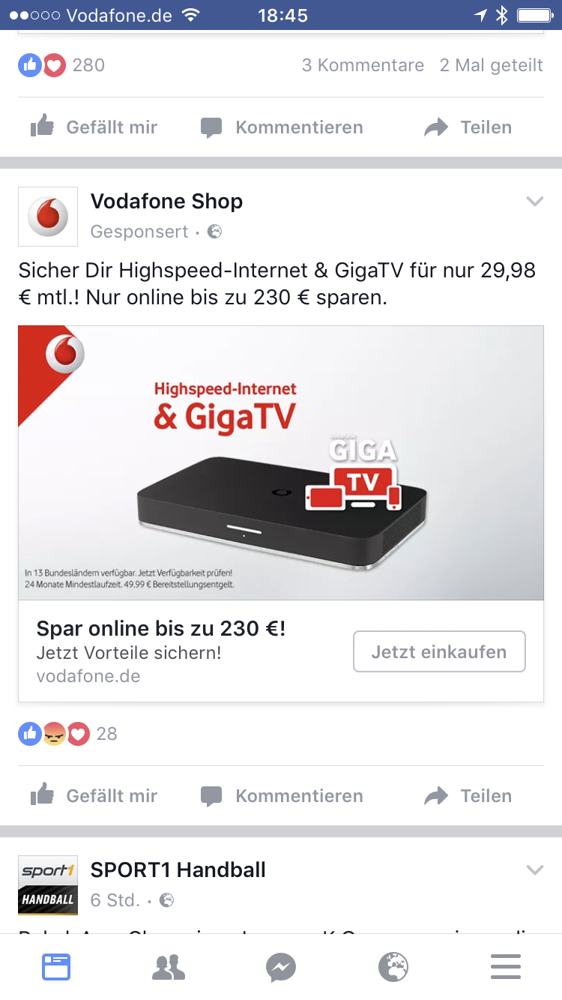 Vodafone.de 18:45
280 3 Kommentare 2 Mal geteilt
Gefällt mir Kommentieren Teilen
Vodafone Shop
Gesponsert ·
Sicher Dir Highspeed-Internet & GigaTV für nur 29,98
€ mtl.! Nur online bis zu 230 € sparen.
Highspeed-Internet
& GigaTV
Vodafone
GIGA
TV
In 13 Bundesländern verfügbar. Jetzt Verfügbarkeit prüfen!
24 Monate Mindestlaufzeit. 49,99 € Bereitstellungsentgelt.
Spar online bis zu 230 €!
Jetzt Vorteile sichern!
vodafone.de
Jetzt einkaufen
28
Gefällt mir Kommentieren Teilen
sport1
HANDBALL
SPORT1 Handball
6 Std. ·